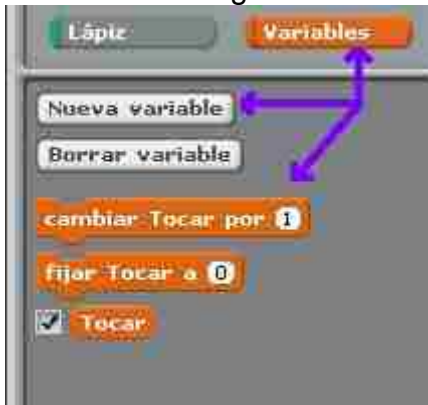 Lápiz Variables
Nueva variable
Borrar variable
cambiar Tocar por 1
fijar Tocar a 0
Tocar